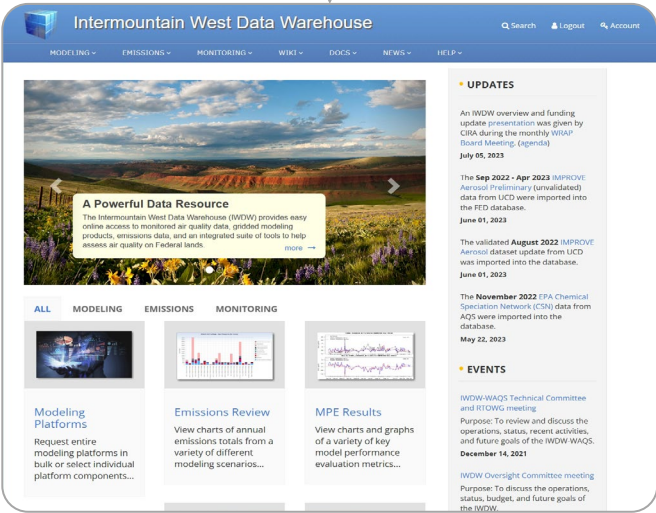 Intermountain West Data Warehouse
Search Logout Account
MODELING EMISSIONS MONITORING WIKI DOCS NEWS HELP
A Powerful Data Resource
The Intermountain West Data Warehouse (IWDW) provides easy
online access to monitored air quality data, gridded modeling
products, emissions data, and an integrated suite of tools to help
assess air quality on Federal lands.
more →
ALL MODELING EMISSIONS MONITORING
Modeling
Platforms
Request entire
modeling platforms in
bulk or select individual
platform components...
Emissions Review
View charts of annual
emissions totals from a
variety of different
modeling scenarios...
MPE Results
View charts and graphs
of a variety of key
model performance
evaluation metrics...
UPDATES
An IWDW overview and funding
update presentation was given by
CIRA during the monthly WRAP
Board Meeting. (agenda)
July 05, 2023
The Sep 2022 - Apr 2023 IMPROVE
Aerosol Preliminary (unvalidated)
data from UCD were imported into
the FED database.
June 01, 2023
The validated August 2022 IMPROVE
Aerosol dataset update from UCD
was imported into the database.
June 01, 2023
The November 2022 EPA Chemical
Speciation Network (CSN) data from
AQS were imported into the
database.
May 22, 2023
EVENTS
IWDW-WAQS Technical Committee
and RTOWG meeting
Purpose: To review and discuss the
operations, status, recent activities,
and future goals of the IWDW-WAQS.
December 14, 2021
IWDW Oversight Committee meeting
Purpose: To discuss the operations,
status, budget, and future goals of
the IWDW.